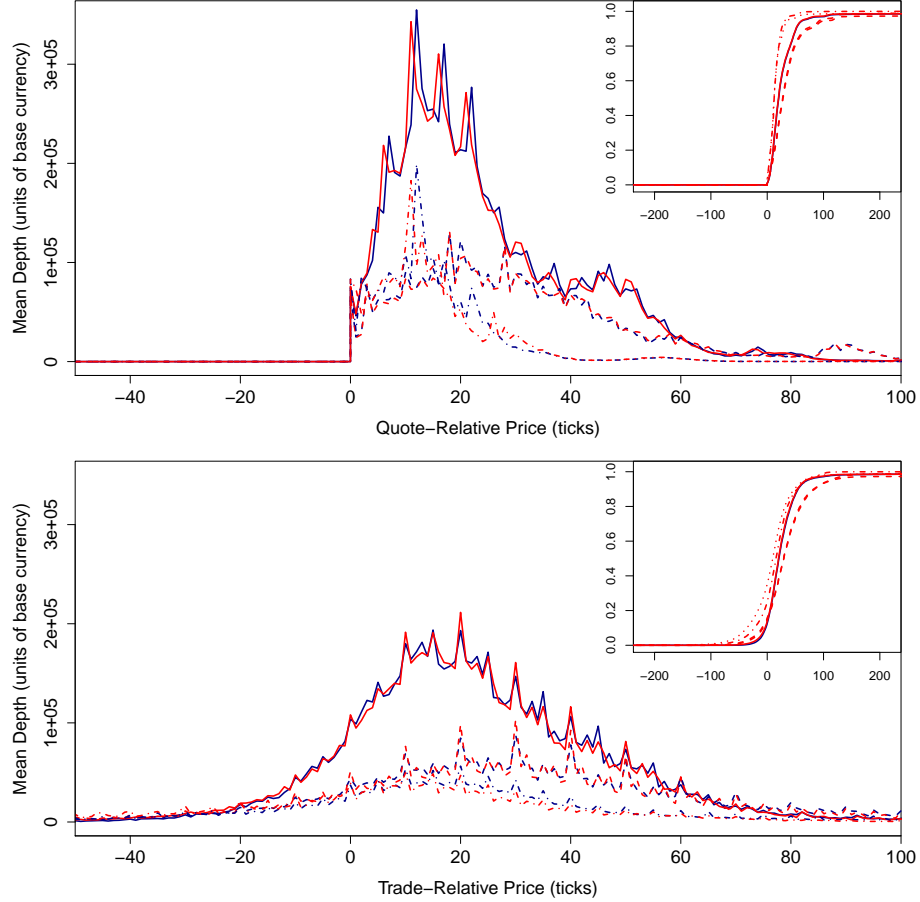 Mean Depth (units of base currency)
0 1e+05 2e+05 3e+05
−40 −20 0 20 40 60 80 100
Quote−Relative Price (ticks)
0.0 0.2 0.4 0.6 0.8 1.0
−200 −100 0 100 200
Mean Depth (units of base currency)
0 1e+05 2e+05 3e+05
−40 −20 0 20 40 60 80 100
Trade−Relative Price (ticks)
0.0 0.2 0.4 0.6 0.8 1.0
−200 −100 0 100 200